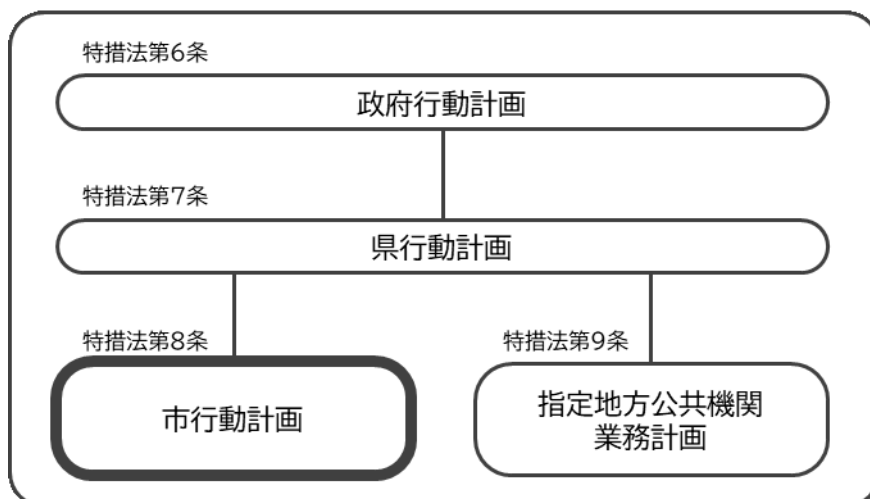 特措法第6条
政府行動計画
特措法第7条
県行動計画
特措法第8条
市行動計画
特措法第9条
指定地方公共機関
業務計画